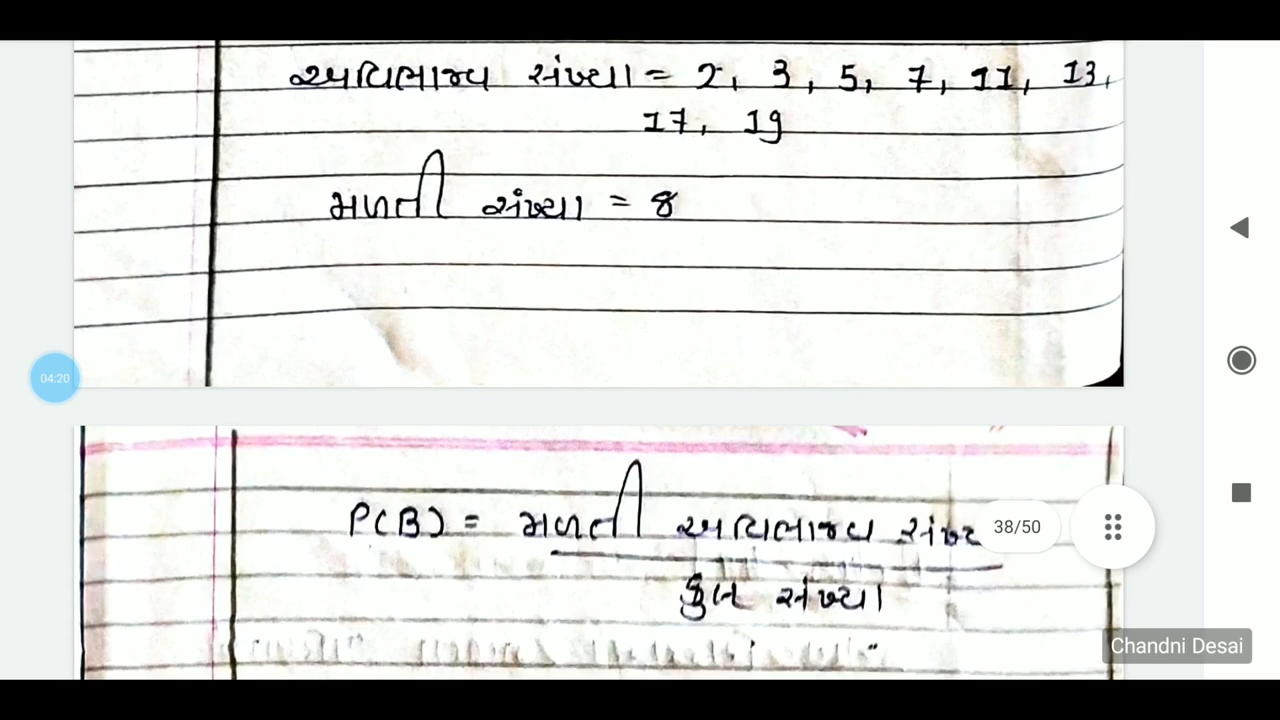 અવિભાજ્ય સંખ્યા = 2, 3, 5, 7, 11, 13,
17, 19
મળતી સંખ્યા = 8
04:20
P(B) = મળતી અવિભાજ્ય સંખ્
38/50
કુલ સંખ્યા
Chandni Desai